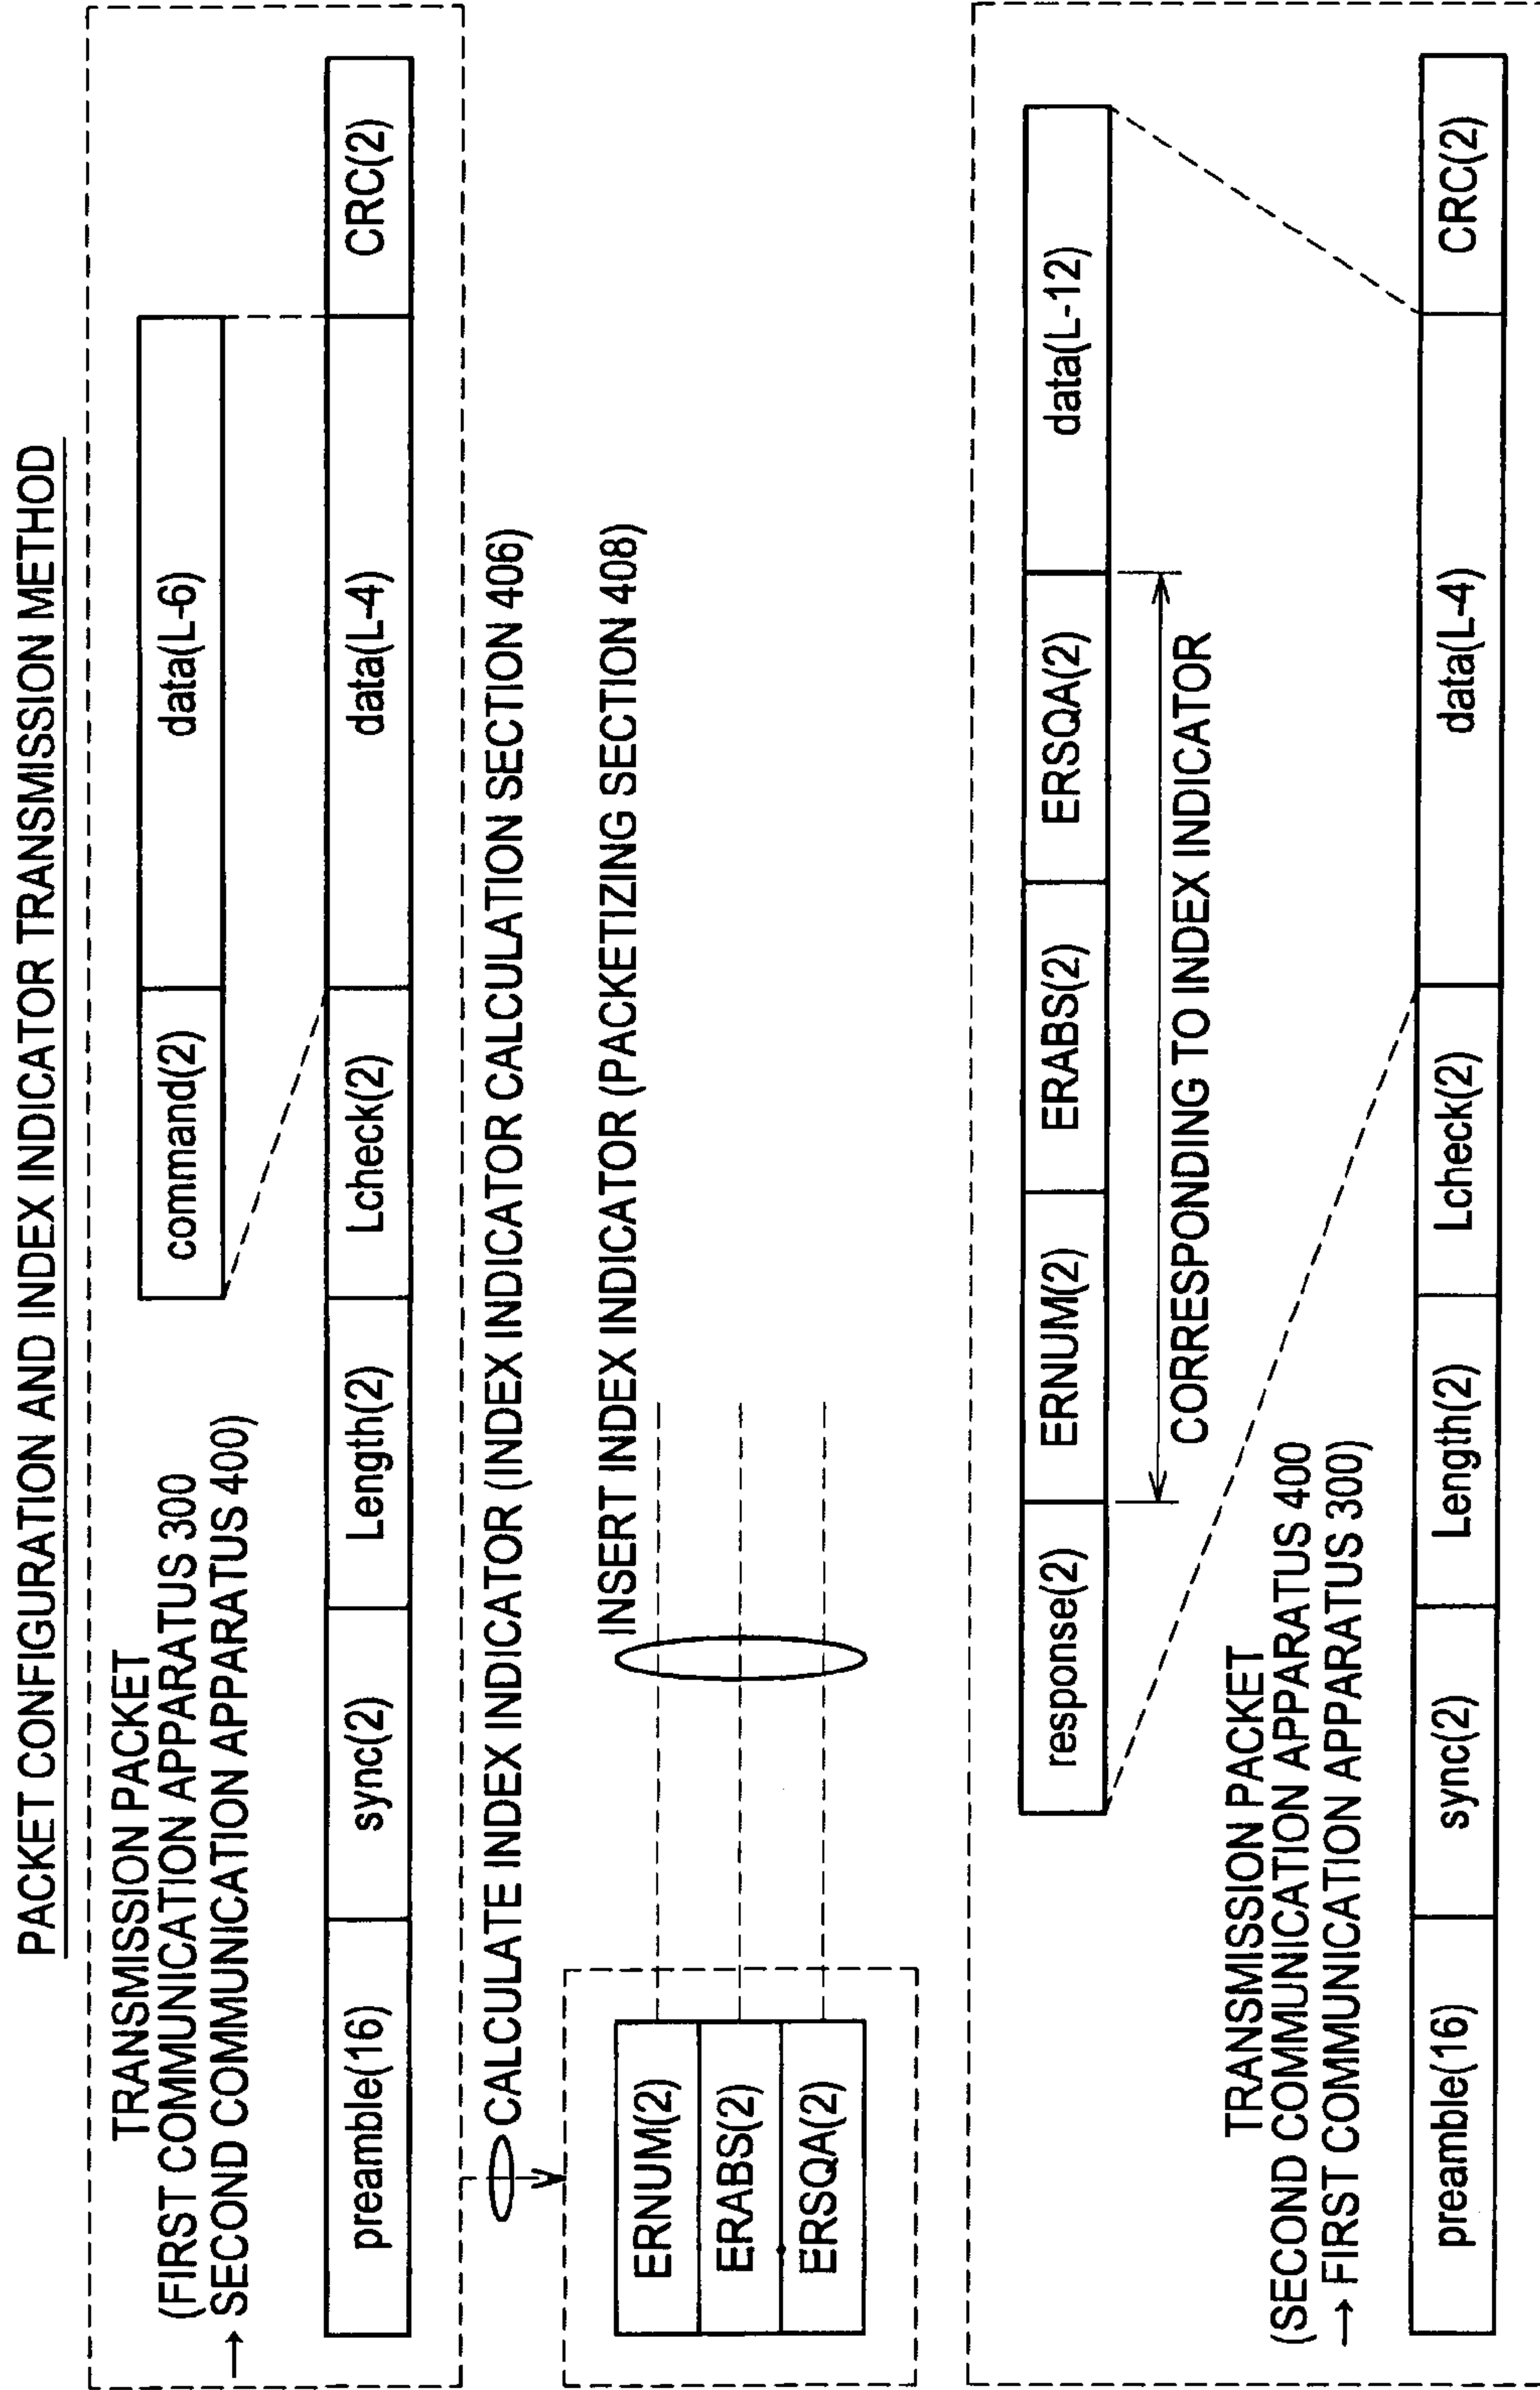 PACKET CONFIGURATION AND INDEX INDICATOR TRANSMISSION METHOD
TRANSMISSION PACKET
(FIRST COMMUNICATION APPARATUS 300
→ SECOND COMMUNICATION APPARATUS 400)
command(2) data(L-6)
preamble(16) sync(2) Length(2) Lcheck(2) data(L-4) CRC(2)
CALCULATE INDEX INDICATOR (INDEX INDICATOR CALCULATION SECTION 406)
INSERT INDEX INDICATOR (PACKETIZING SECTION 408)
ERNUM(2)
ERABS(2)
ERSQA(2)
response(2) ERNUM(2) ERABS(2) ERSQA(2) data(L-12)
CORRESPONDING TO INDEX INDICATOR
TRANSMISSION PACKET
(SECOND COMMUNICATION APPARATUS 400
→ FIRST COMMUNICATION APPARATUS 300)
preamble(16) sync(2) Length(2) Lcheck(2) data(L-4) CRC(2)